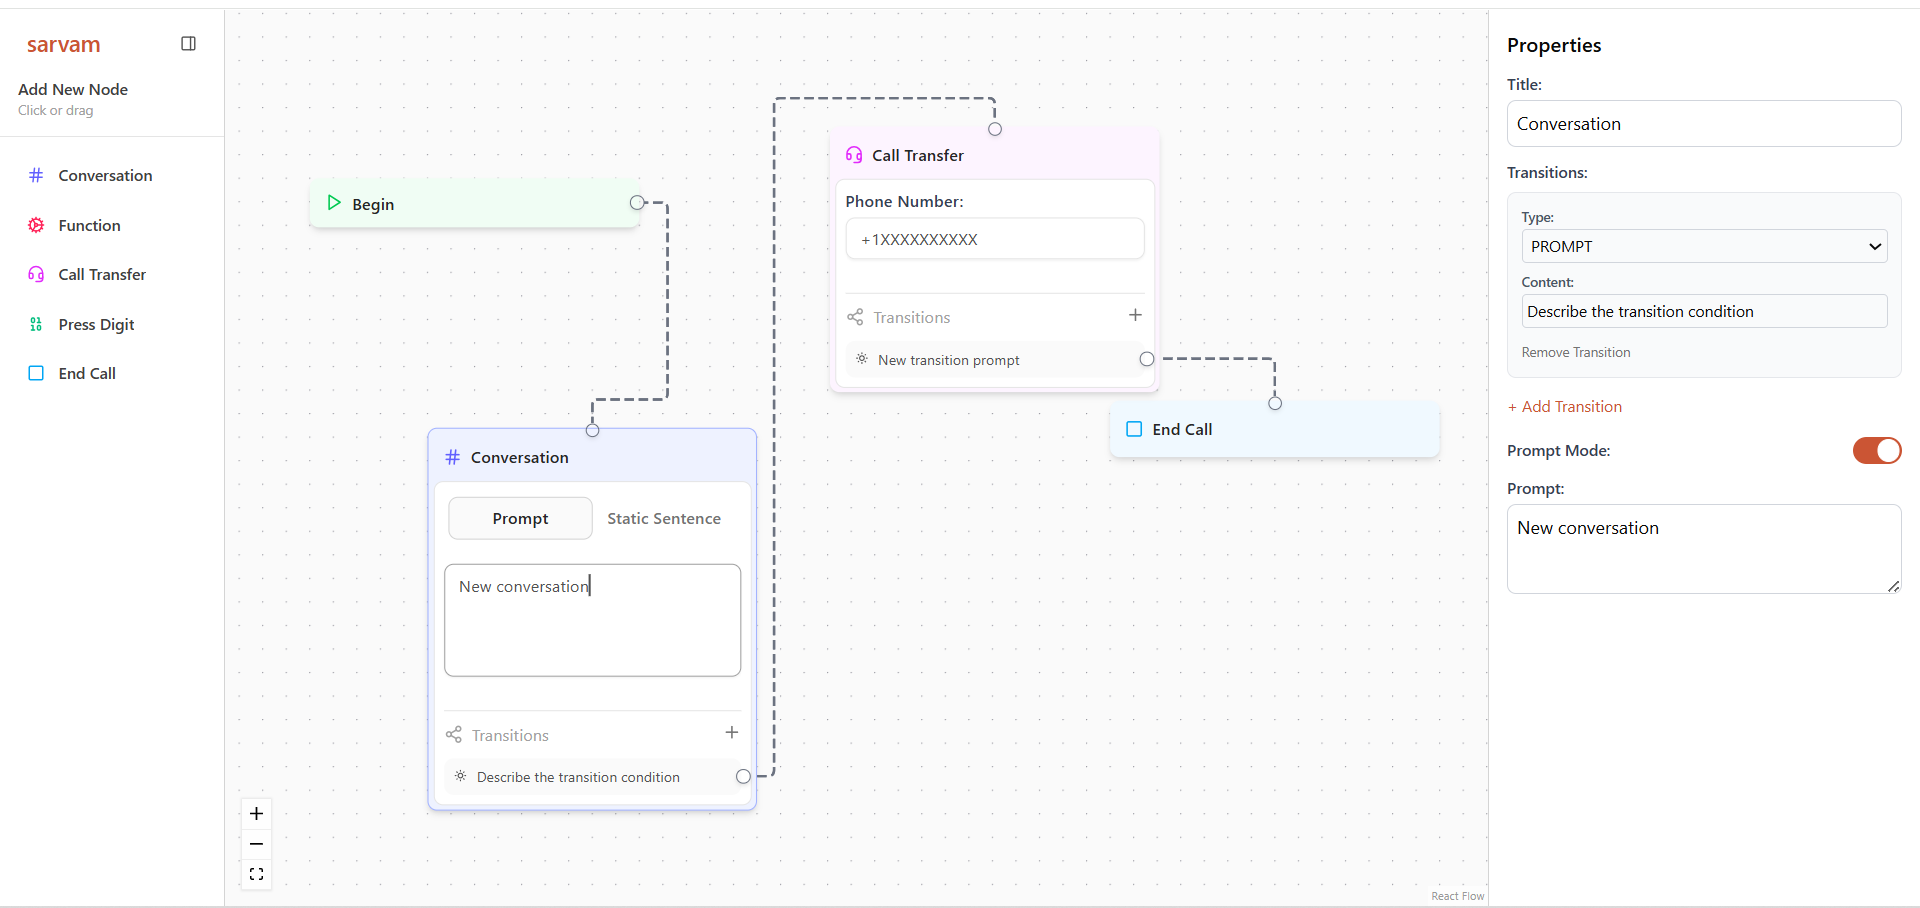 sarvam
Add New Node
Click or drag
Conversation
Function
Call Transfer
Press Digit
End Call
Begin
Conversation
Prompt Static Sentence
New conversation
Transitions
Describe the transition condition
Call Transfer
Phone Number:
+1XXXXXXXXXX
Transitions
New transition prompt
End Call
React Flow
Properties
Title:
Conversation
Transitions:
Type:
PROMPT
Content:
Describe the transition condition
Remove Transition
+ Add Transition
Prompt Mode:
Prompt:
New conversation